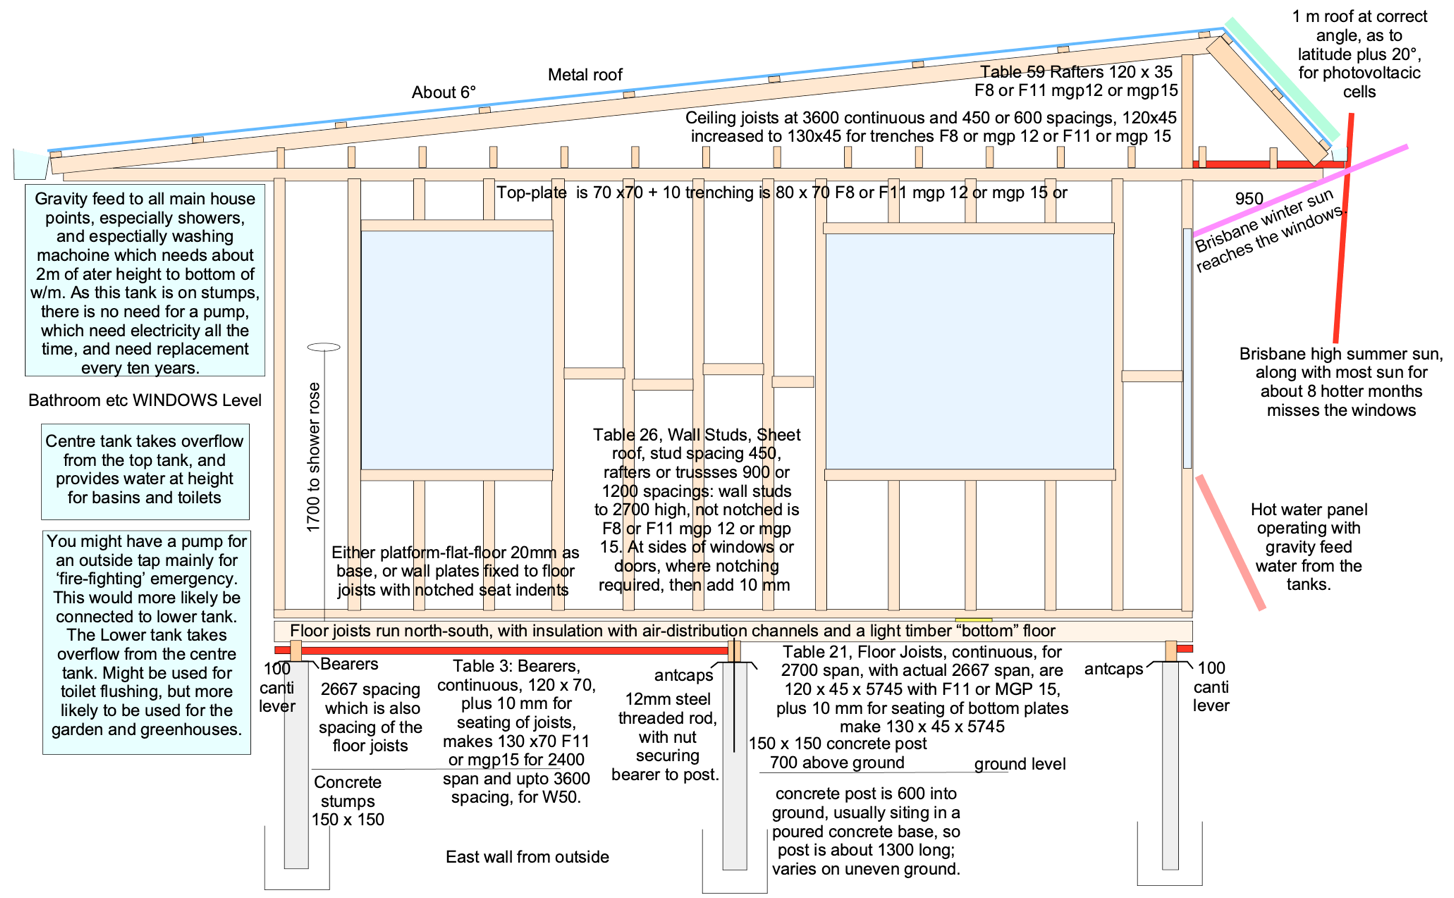 1 m roof at correct
angle, as to
latitude plus 20°,
for photovoltacic
cells
Metal roof
About 6°
Table 59 Rafters 120 x 35
F8 or F11 mgp12 or mgp15
Ceiling joists at 3600 continuous and 450 or 600 spacings, 120x45
increased to 130x45 for trenches F8 or mgp 12 or F11 or mgp 15
Top-plate is 70 x70 + 10 trenching is 80 x 70 F8 or F11 mgp 12 or mgp 15 or
950
Brisbane winter sun
reaches the windows.
Gravity feed to all main house
points, especially showers,
and espectially washing
machoine which needs about
2m of ater height to bottom of
w/m. As this tank is on stumps,
there is no need for a pump,
which need electricity all the
time, and need replacement
every ten years.
Bathroom etc WINDOWS Level
Centre tank takes overflow
from the top tank, and
provides water at height
for basins and toilets
You might have a pump for
an outside tap mainly for
‘fire-fighting’ emergency.
This would more likely be
connected to lower tank.
The Lower tank takes
overflow from the centre
tank. Might be used for
toilet flushing, but more
likely to be used for the
garden and greenhouses.
1700 to shower rose
Brisbane high summer sun,
along with most sun for
about 8 hotter months
misses the windows
Table 26, Wall Studs, Sheet
roof, stud spacing 450,
rafters or trussses 900 or
1200 spacings: wall studs
to 2700 high, not notched is
F8 or F11 mgp 12 or mgp
15. At sides of windows or
doors, where notching
required, then add 10 mm
Either platform-flat-floor 20mm as
base, or wall plates fixed to floor
joists with notched seat indents
Hot water panel
operating with
gravity feed
water from the
tanks.
Floor joists run north-south, with insulation with air-distribution channels and a light timber “bottom” floor
100
canti
lever
Bearers
2667 spacing
which is also
spacing of the
floor joists
Concrete
stumps
150 x 150
Table 3: Bearers,
continuous, 120 x 70,
plus 10 mm for
seating of joists,
makes 130 x70 F11
or mgp15 for 2400
span and upto 3600
spacing, for W50.
antcaps
12mm steel
threaded rod,
with nut
securing
bearer to post.
Table 21, Floor Joists, continuous, for
2700 span, with actual 2667 span, are
120 x 45 x 5745 with F11 or MGP 15,
plus 10 mm for seating of bottom plates
make 130 x 45 x 5745
150 x 150 concrete post
700 above ground
ground level
concrete post is 600 into
ground, usually siting in a
poured concrete base, so
post is about 1300 long;
varies on uneven ground.
antcaps
100
canti
lever
East wall from outside